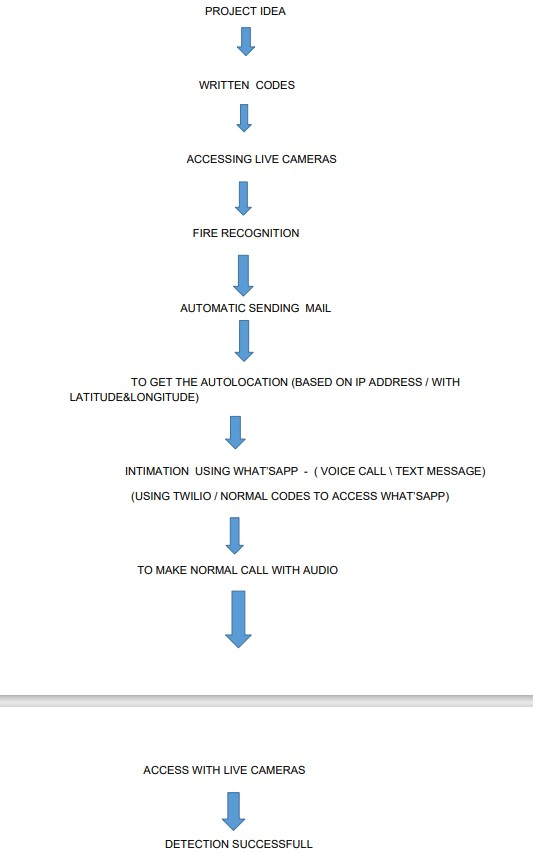 PROJECT IDEA
WRITTEN CODES
ACCESSING LIVE CAMERAS
FIRE RECOGNITION
AUTOMATIC SENDING MAIL
TO GET THE AUTOLOCATION (BASED ON IP ADDRESS / WITH
LATITUDE&LONGITUDE)
INTIMATION USING WHAT'SAPP - ( VOICE CALL \ TEXT MESSAGE)
(USING TWILIO / NORMAL CODES TO ACCESS WHAT'SAPP)
TO MAKE NORMAL CALL WITH AUDIO
ACCESS WITH LIVE CAMERAS
DETECTION SUCCESSFULL